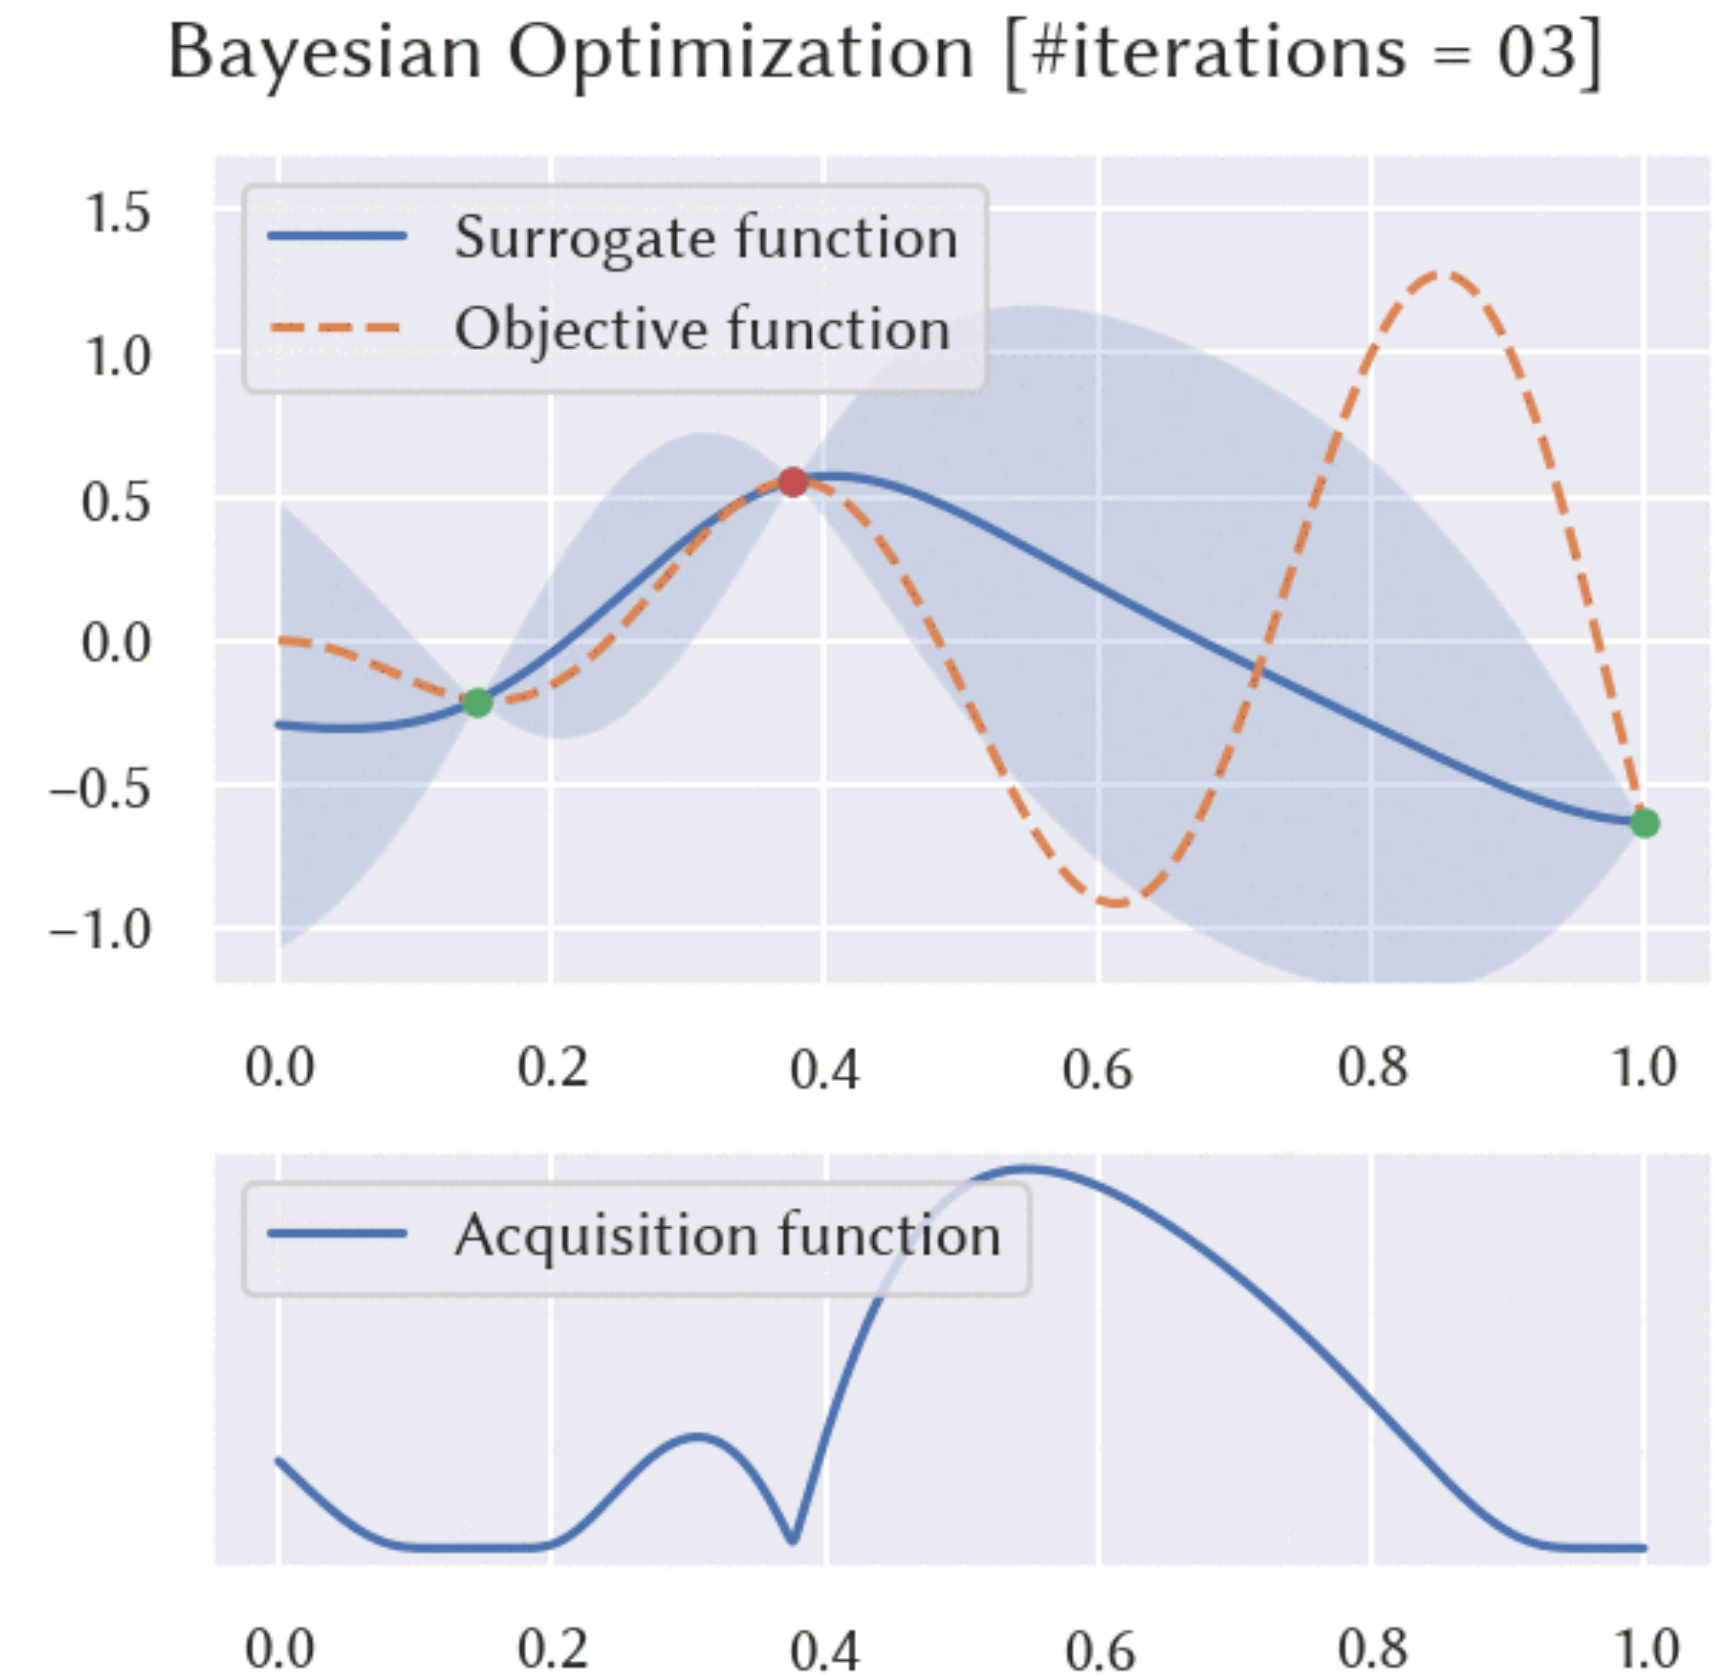 Bayesian Optimization [#iterations = 03]
1.5
Surrogate function
Objective function
1.0
0.5
0.0
−0.5
−1.0
0.0 0.2 0.4 0.6 0.8 1.0
Acquisition function
0.0 0.2 0.4 0.6 0.8 1.0